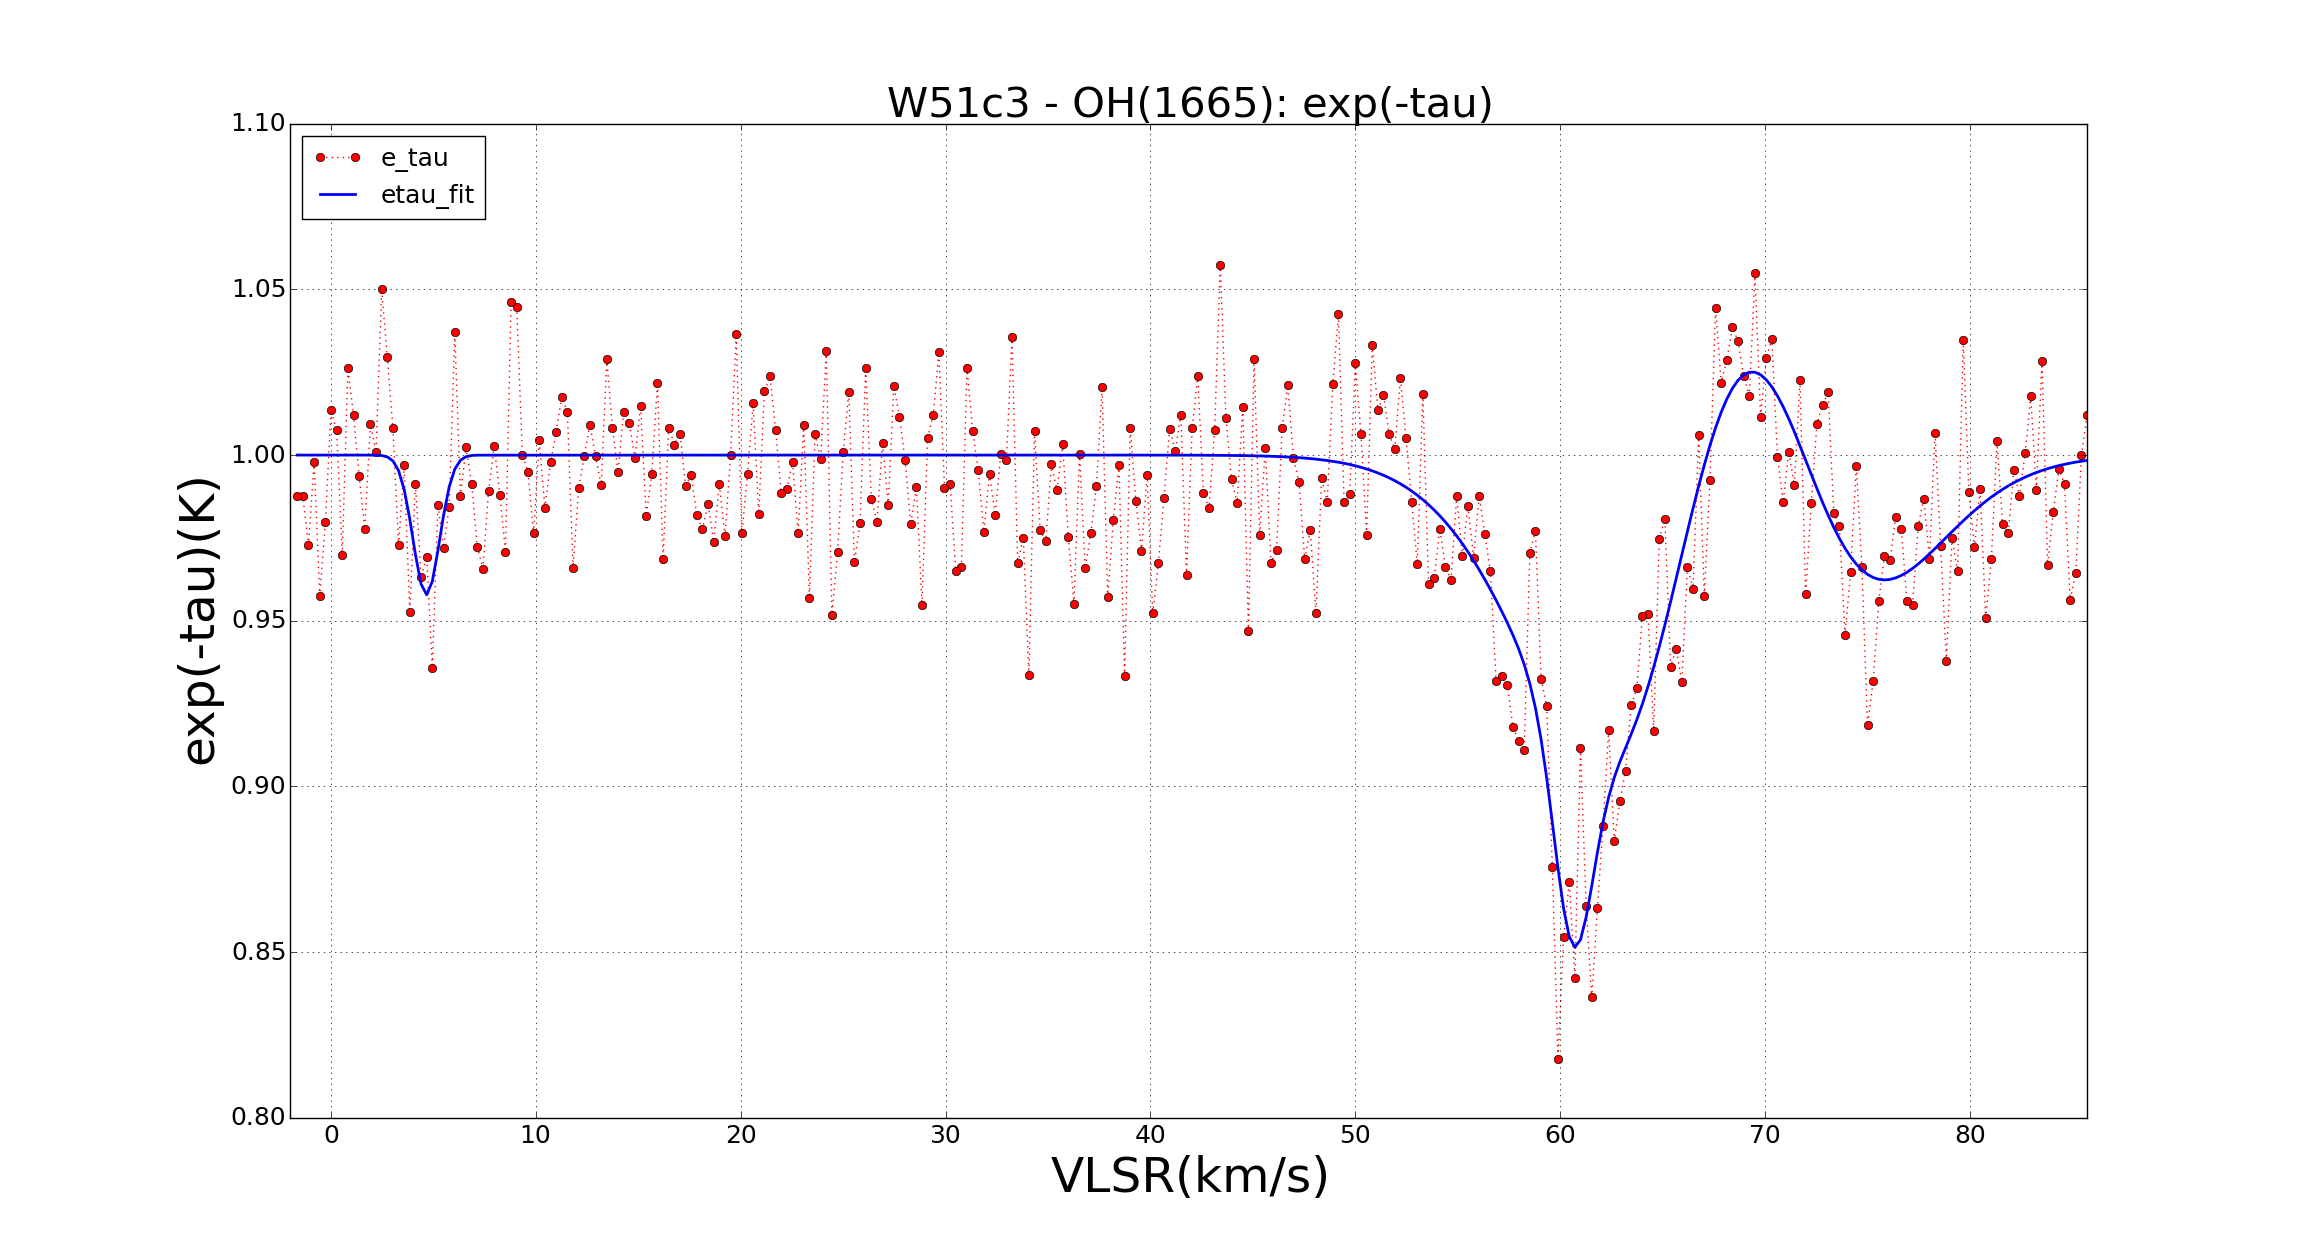 W51c3 - OH(1665): exp(-tau)
1.10
1.05
1.00
0.95
0.90
0.85
0.80
exp(-tau)(K)
e_tau
etau_fit
0 10 20 30 40 50 60 70 80
VLSR(km/s)